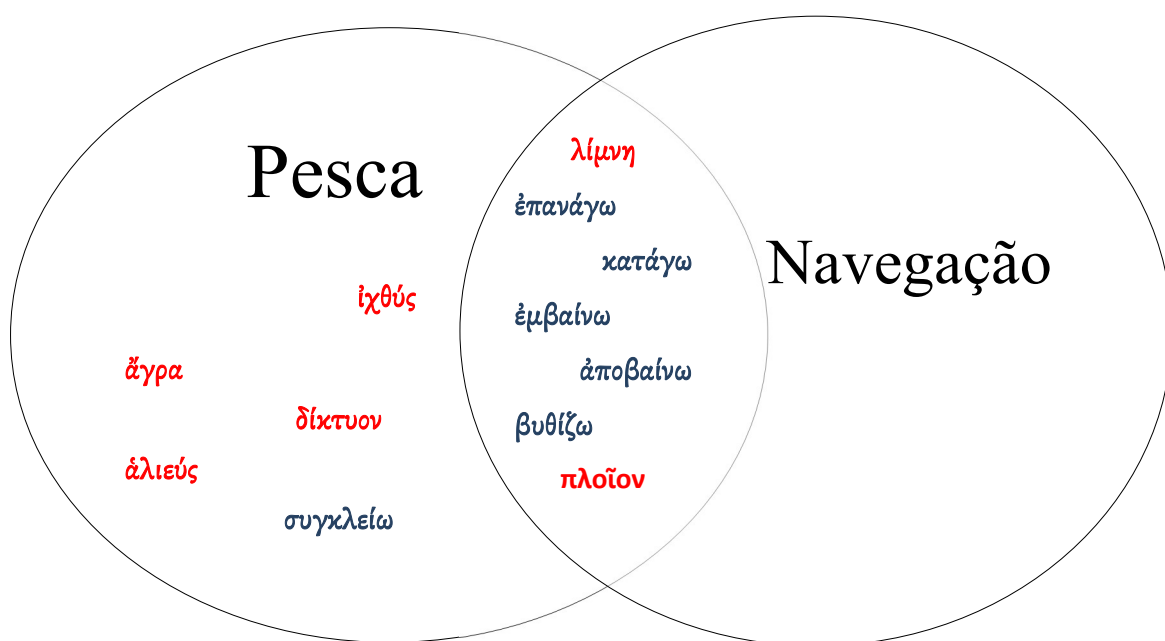 Pesca
ἰχθύς
ἄγρα
δίκτυον
ἁλιεύς
συγκλείω
λίμνη
ἐπανάγω
κατάγω
ἐμβαίνω
ἀποβαίνω
βυθίζω
πλοῖον
Navegação